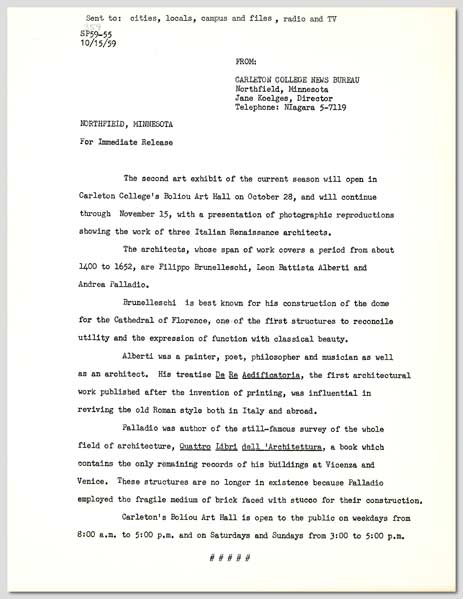 Sent to: cities, locals, campus and files, radio and TV
SP59-55
10/15/59
FROM:
CARLETON COLLEGE NEWS BUREAU
Northfield, Minnesota
Jane Koelges, Director
Telephone: NIagara 5-7119
NORTHFIELD, MINNESOTA
For Immediate Release
The second art exhibit of the current season will open in
Carleton College's Boliou Art Hall on October 28, and will continue
through November 15, with a presentation of photographic reproductions
showing the work of three Italian Renaissance architects.
The architects, whose span of work covers a period from about
1400 to 1652, are Filippo Brunelleschi, Leon Battista Alberti and
Andrea Palladio.
Brunelleschi is best known for his construction of the dome
for the Cathedral of Florence, one of the first structures to reconcile
utility and the expression of function with classical beauty.
Alberti was a painter, poet, philosopher and musician as well
as an architect. His treatise De Re Aedificatoria, the first architectural
work published after the invention of printing, was influential in
reviving the old Roman style both in Italy and abroad.
Palladio was author of the still-famous survey of the whole
field of architecture, Quattro Libri dell 'Architettura, a book which
contains the only remaining records of his buildings at Vicenza and
Venice. These structures are no longer in existence because Palladio
employed the fragile medium of brick faced with stucco for their construction.
Carleton's Boliou Art Hall is open to the public on weekdays from
8:00 a.m. to 5:00 p.m. and on Saturdays and Sundays from 3:00 to 5:00 p.m.
# # # # #